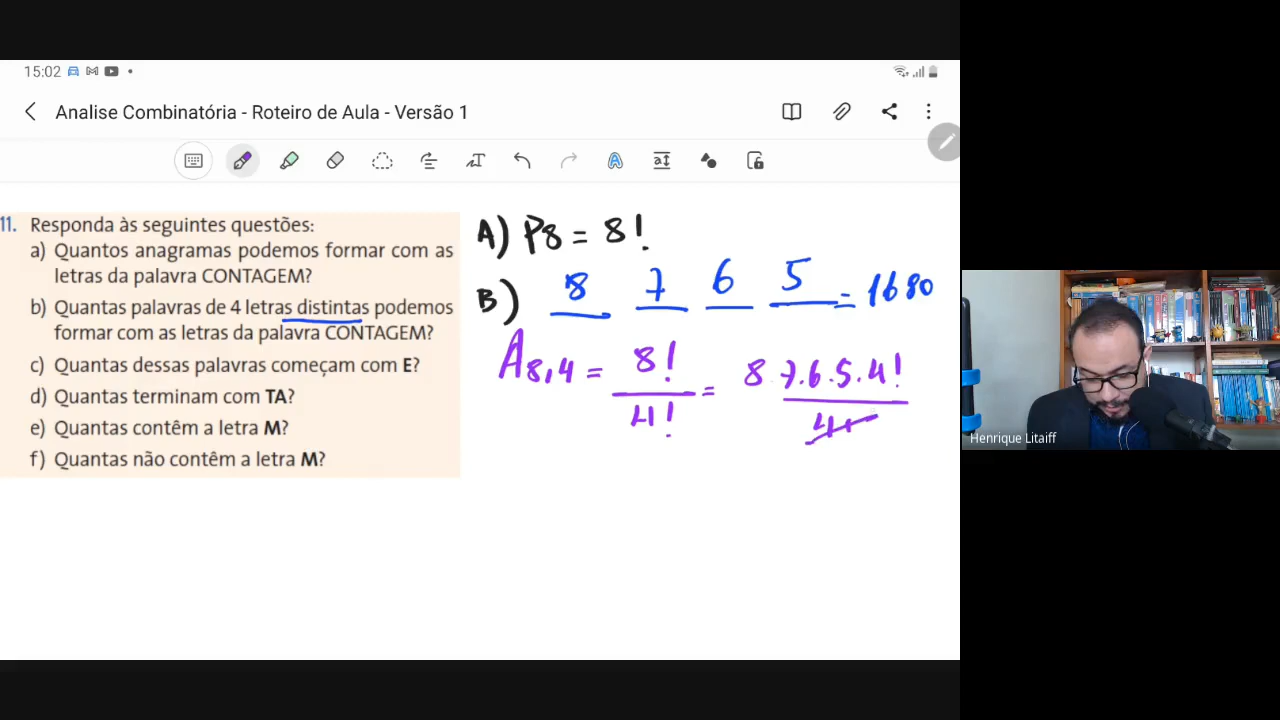 15:02
Analise Combinatória - Roteiro de Aula - Versão 1
11. Responda às seguintes questões:
a) Quantos anagramas podemos formar com as
letras da palavra CONTAGEM?
b) Quantas palavras de 4 letras distintas podemos
formar com as letras da palavra CONTAGEM?
c) Quantas dessas palavras começam com E?
d) Quantas terminam com TA?
e) Quantas contêm a letra M?
f) Quantas não contêm a letra M?
A) P8 = 8!
B) 8 7 6 5 = 1680
A8,4 = 8! / 4! = 8.7.6.5.4! / 4!
Henrique Litaiff